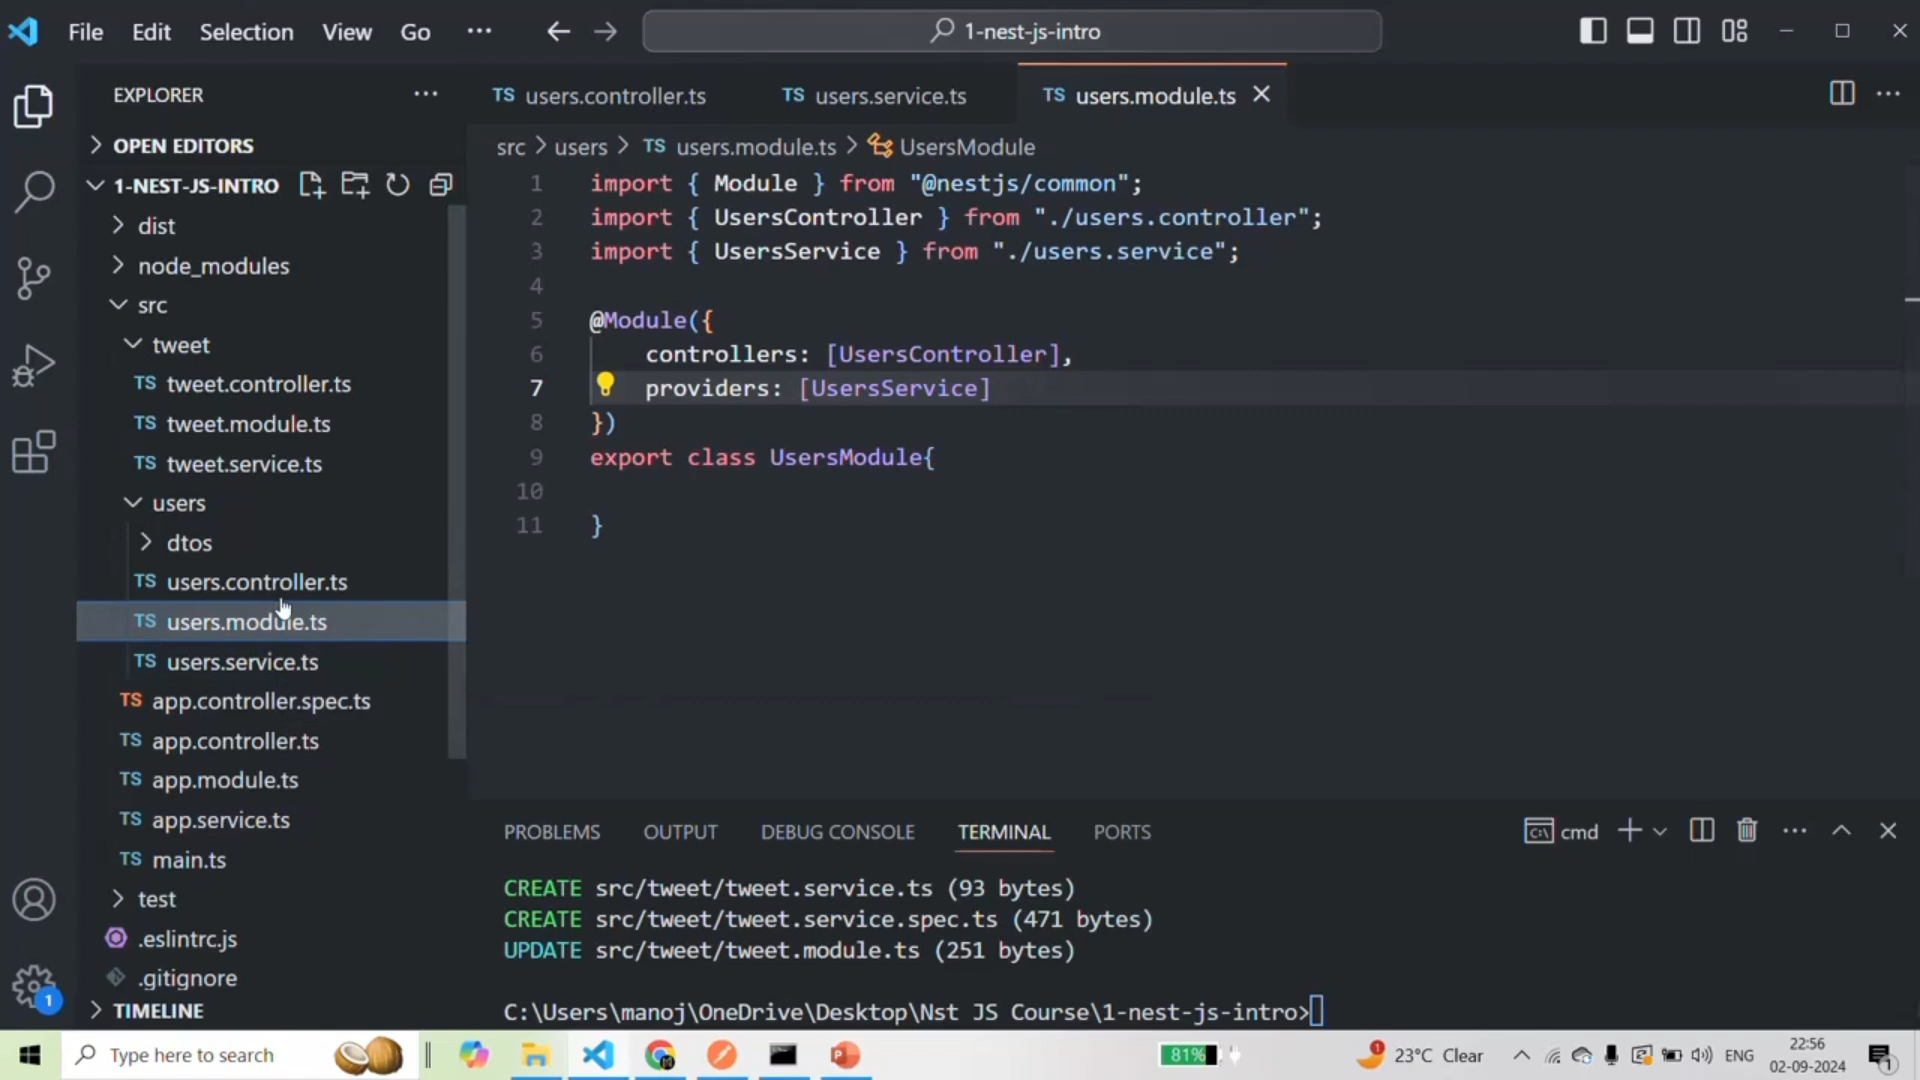 File Edit Selection View Go ··· 1-nest-js-intro
EXPLORER ···
OPEN EDITORS
1-NEST-JS-INTRO
dist
node_modules
src
tweet
TS tweet.controller.ts
TS tweet.module.ts
TS tweet.service.ts
users
dtos
TS users.controller.ts
TS users.module.ts
TS users.service.ts
TS app.controller.spec.ts
TS app.controller.ts
TS app.module.ts
TS app.service.ts
TS main.ts
test
.eslintrc.js
.gitignore
TIMELINE
1
TS users.controller.ts TS users.service.ts TS users.module.ts
src > users > TS users.module.ts > UsersModule
1 import { Module } from "@nestjs/common";
2 import { UsersController } from "./users.controller";
3 import { UsersService } from "./users.service";
4
5 @Module({
6 controllers: [UsersController],
7 providers: [UsersService]
8 })
9 export class UsersModule{
10
11 }
PROBLEMS OUTPUT DEBUG CONSOLE TERMINAL PORTS cmd
CREATE src/tweet/tweet.service.ts (93 bytes)
CREATE src/tweet/tweet.service.spec.ts (471 bytes)
UPDATE src/tweet/tweet.module.ts (251 bytes)
C:\Users\manoj\OneDrive\Desktop\Nst JS Course\1-nest-js-intro>
Type here to search 81% 1 23°C Clear ENG 22:56
02-09-2024 1